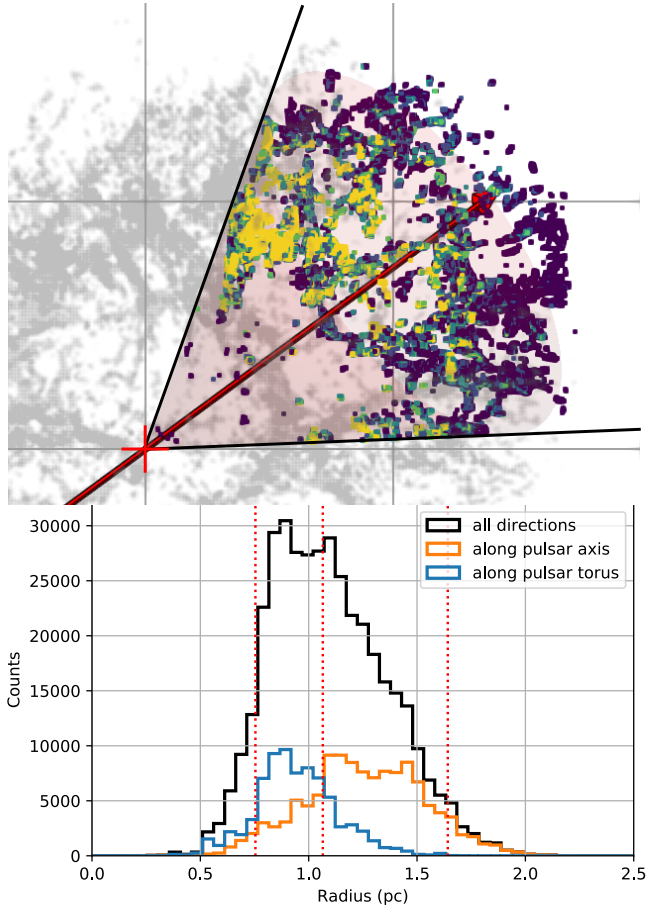 30000
25000
20000
15000
10000
5000
0
Counts
all directions
along pulsar axis
along pulsar torus
0.0 0.5 1.0 1.5 2.0 2.5
Radius (pc)